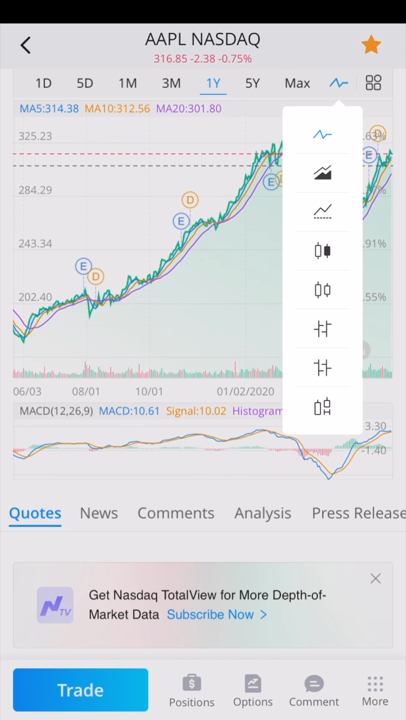 AAPL NASDAQ
316.85 -2.38 -0.75%
1D 5D 1M 3M 1Y 5Y Max
MA5:314.38 MA10:312.56 MA20:301.80
325.23
284.29
243.34 .91%
202.40 .55%
E D E D E E D
06/03 08/01 10/01 01/02/2020
MACD(12,26,9) MACD:10.61 Signal:10.02 Histogram
3.30
-1.40
Quotes News Comments Analysis Press Release
Get Nasdaq TotalView for More Depth-of-
Market Data Subscribe Now >
NTV
Trade
Positions Options Comment More